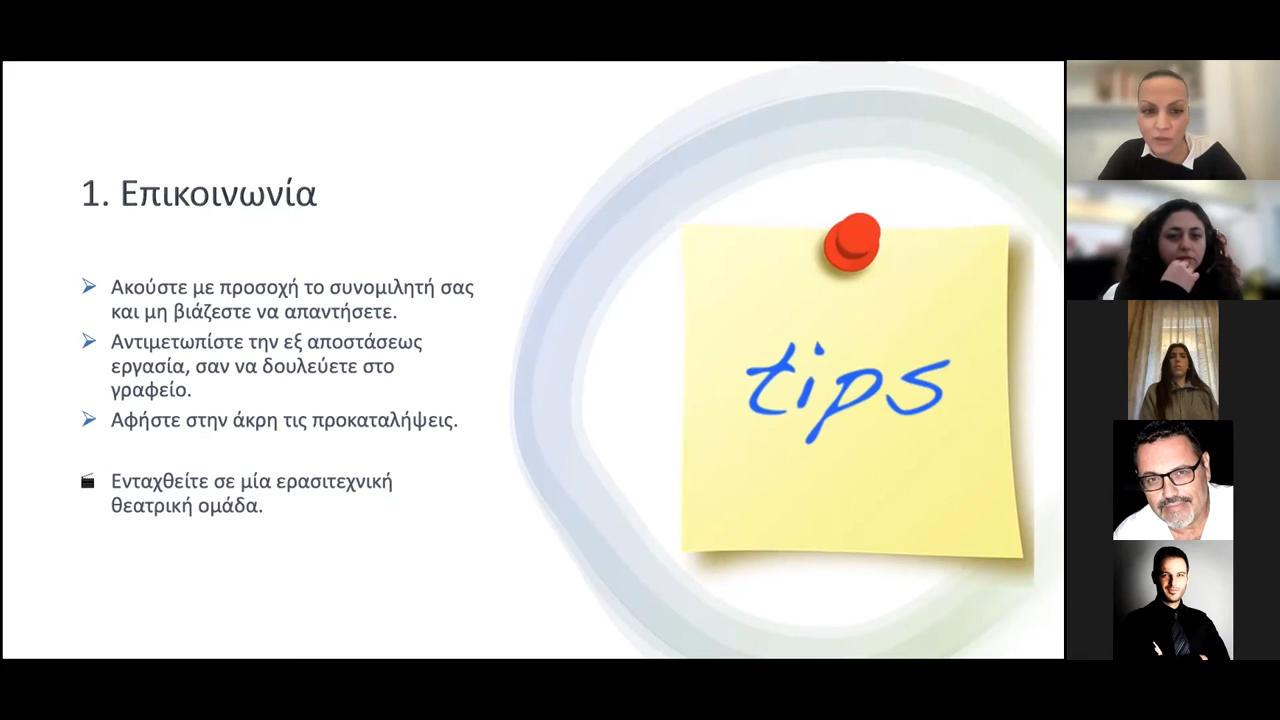 1. Επικοινωνία
Ακούστε με προσοχή το συνομιλητή σας
και μη βιάζεστε να απαντήσετε.
Αντιμετωπίστε την εξ αποστάσεως
εργασία, σαν να δουλεύετε στο
γραφείο.
Αφήστε στην άκρη τις προκαταλήψεις.
Ενταχθείτε σε μία ερασιτεχνική
θεατρική ομάδα.
tips